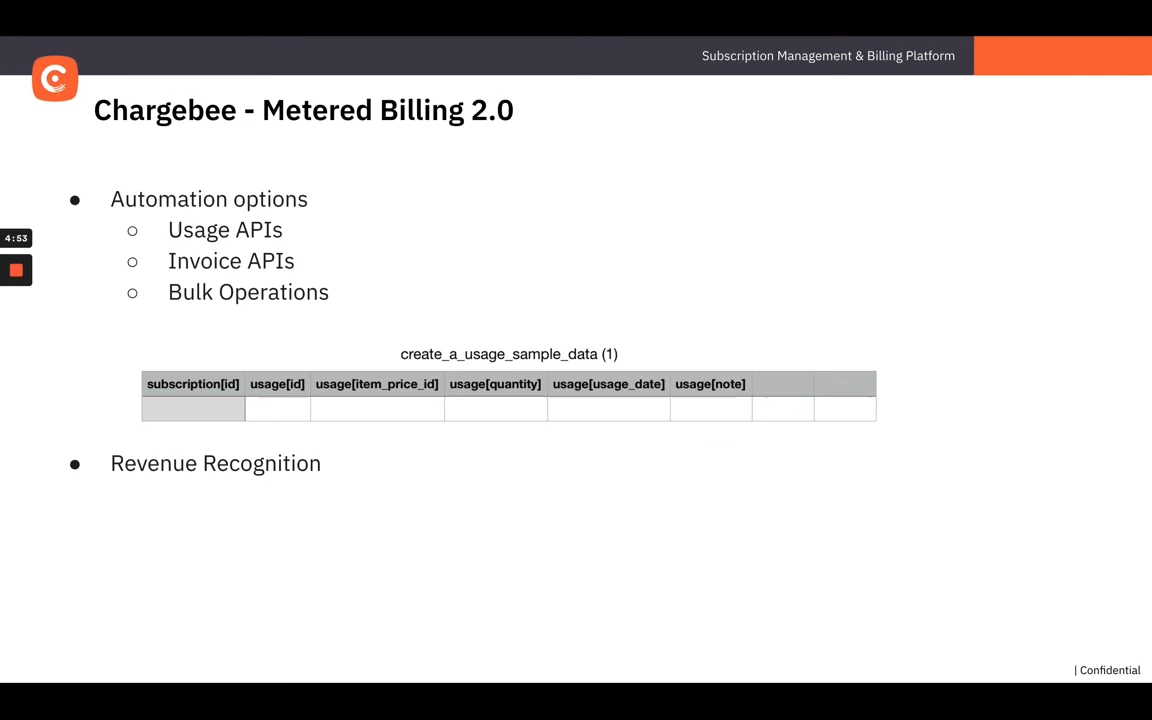 Subscription Management & Billing Platform
Chargebee - Metered Billing 2.0
● Automation options
○ Usage APIs
○ Invoice APIs
○ Bulk Operations
4:53
create_a_usage_sample_data (1)
subscription[id] usage[id] usage[item_price_id] usage[quantity] usage[usage_date] usage[note]
● Revenue Recognition
| Confidential